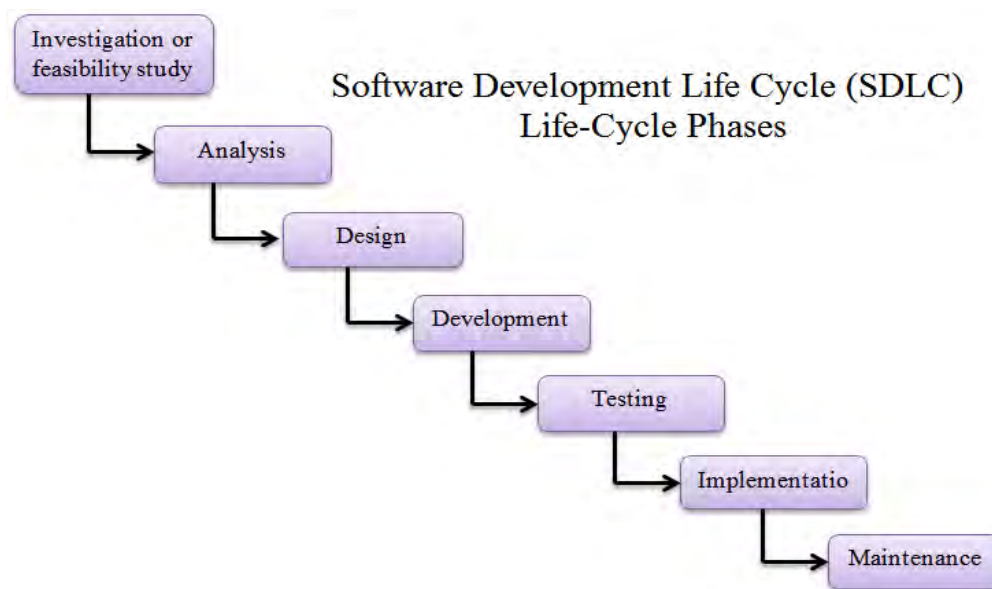 Investigation or
feasibility study
Software Development Life Cycle (SDLC)
Life-Cycle Phases
Analysis
Design
Development
Testing
Implementatio
Maintenance